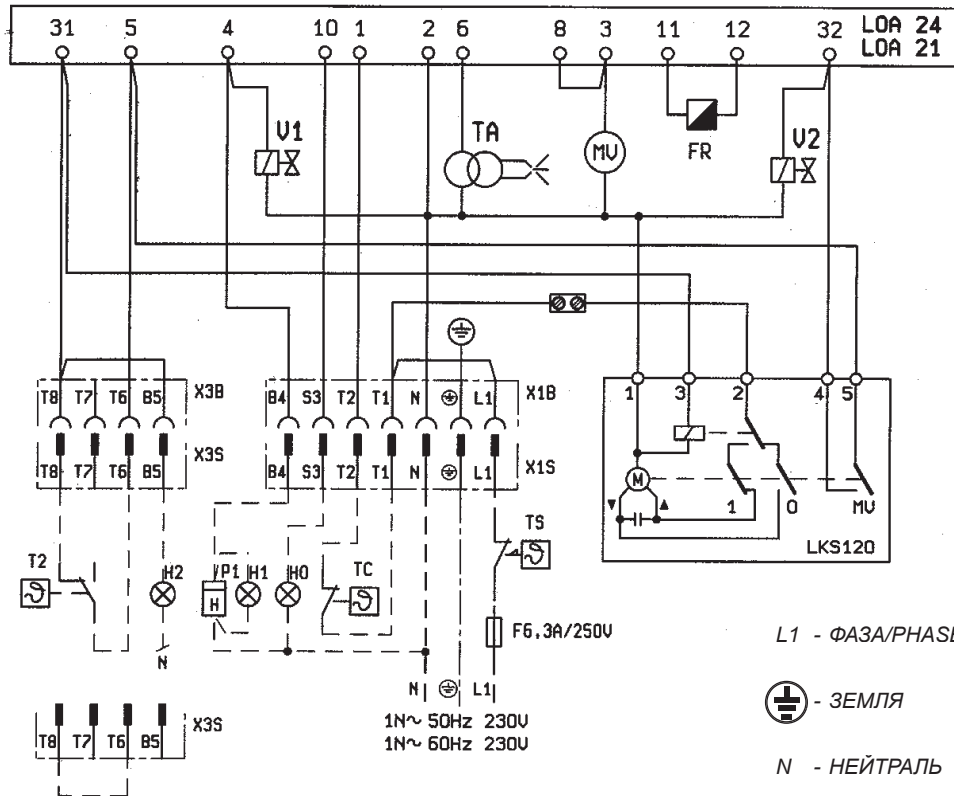 31 5 4 10 1 2 6 8 3 11 12 32 LOA 24
LOA 21
V1 TA MV FR V2
T8 T7 T6 B5 X3B
T8 T7 T6 B5 X3S
B4 S3 T2 T1 N L1 X1B
B4 S3 T2 T1 N L1 X1S
1 3 2 4 5
M
1 0 MV
LKS120
T2 H2 P1 H1 H0 TC TS
H
F6,3A/250V
N
N L1
1N~ 50Hz 230V
1N~ 60Hz 230V
T8 T7 T6 B5 X3S
L1 - ФАЗА/PHASE
- ЗЕМЛЯ
N - НЕЙТРАЛЬ